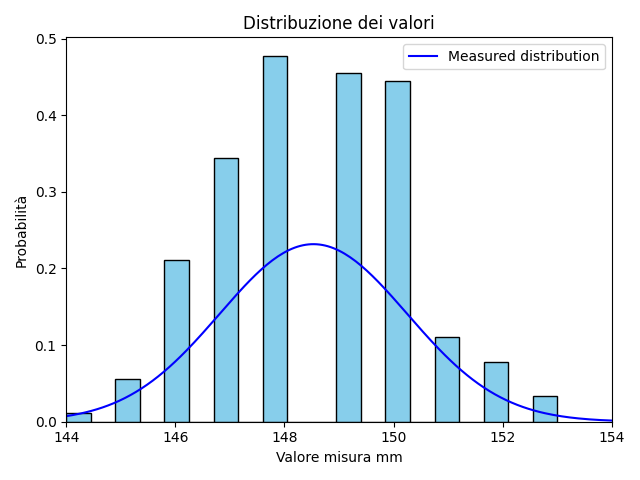 Distribuzione dei valori
Measured distribution
Probabilità
0.5
0.4
0.3
0.2
0.1
0.0
144 146 148 150 152 154
Valore misura mm